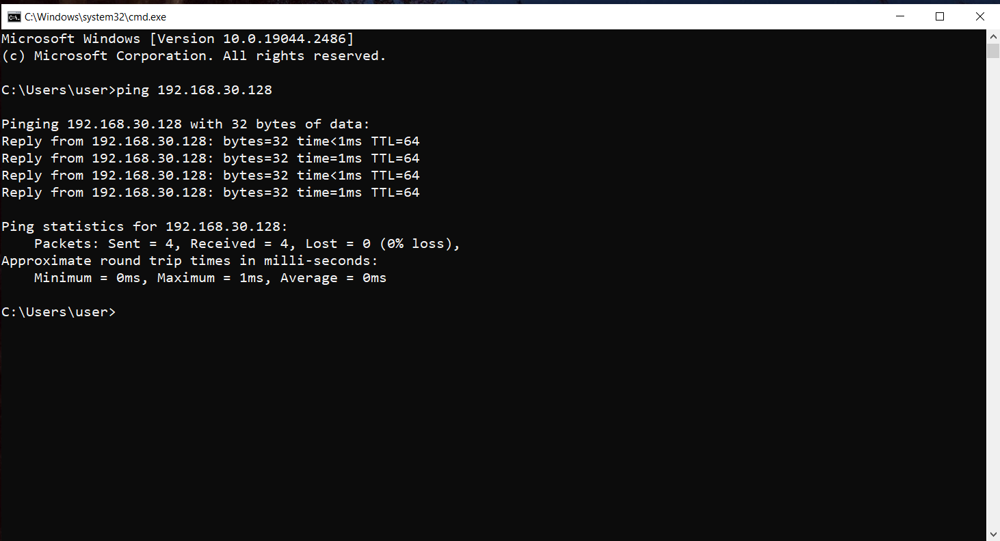 C:\Windows\system32\cmd.exe
Microsoft Windows [Version 10.0.19044.2486]
(c) Microsoft Corporation. All rights reserved.
C:\Users\user>ping 192.168.30.128
Pinging 192.168.30.128 with 32 bytes of data:
Reply from 192.168.30.128: bytes=32 time<1ms TTL=64
Reply from 192.168.30.128: bytes=32 time=1ms TTL=64
Reply from 192.168.30.128: bytes=32 time<1ms TTL=64
Reply from 192.168.30.128: bytes=32 time=1ms TTL=64
Ping statistics for 192.168.30.128:
    Packets: Sent = 4, Received = 4, Lost = 0 (0% loss),
Approximate round trip times in milli-seconds:
    Minimum = 0ms, Maximum = 1ms, Average = 0ms
C:\Users\user>